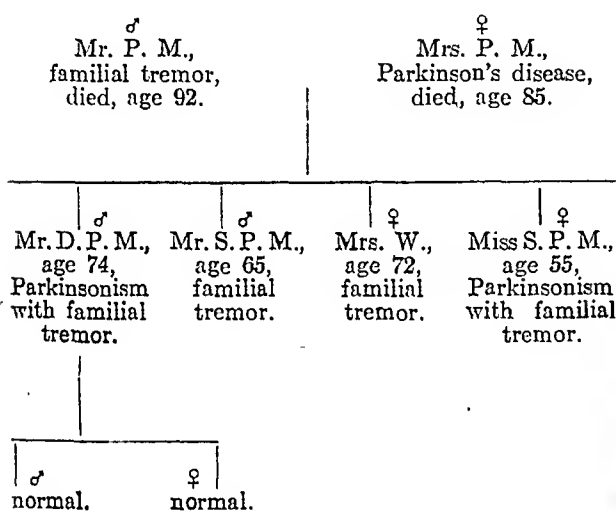 ♂ ♀
Mr. P. M., Mrs. P. M.,
familial tremor, Parkinson's disease,
died, age 92. died, age 85.
♂ ♂ ♀ ♀
Mr. D. P. M., Mr. S. P. M., Mrs. W., Miss S. P. M.,
age 74, age 65, age 72, age 55,
Parkinsonism familial familial Parkinsonism
with familial tremor. tremor. with familial
tremor. tremor.
♂ ♀
normal. normal.